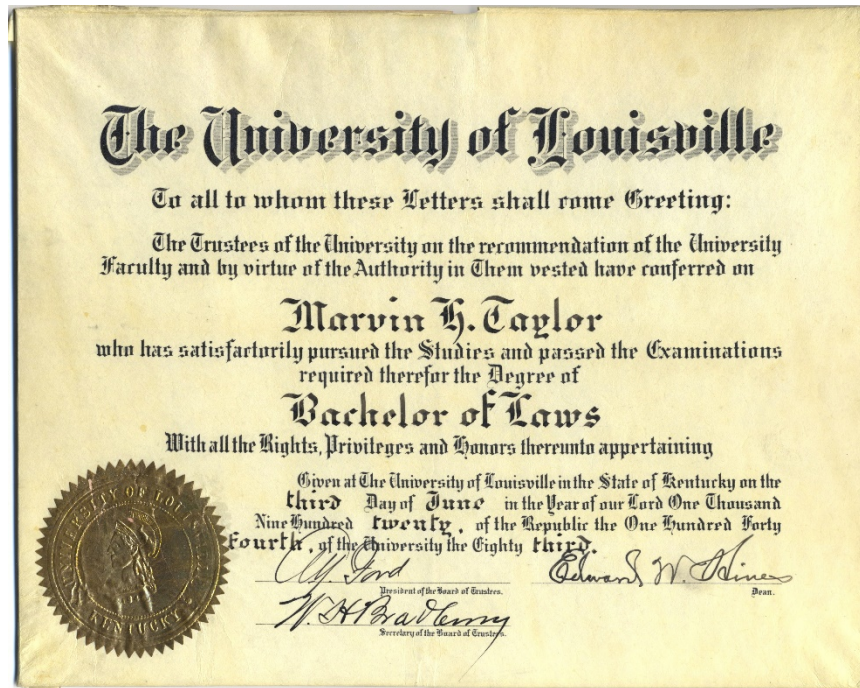 The University of Louisville
To all to whom these Letters shall come Greeting:
The Trustees of the University on the recommendation of the University
Faculty and by virtue of the Authority in Them vested have conferred on
Marvin H. Taylor
who has satisfactorily pursued the Studies and passed the Examinations
required therefor the Degree of
Bachelor of Laws
With all the Rights, Privileges and Honors thereunto appertaining
Given at The University of Louisville in the State of Kentucky on the
third Day of June in the Year of our Lord One Thousand
Nine Hundred twenty, of the Republic the One Hundred Forty
fourth, of the University the Eighty third.
UNIVERSITY OF LOUISVILLE
KENTUCKY
A.Y. Ford
President of the Board of Trustees.
Edward W. Hines
Dean.
W. H. Bradbury
Secretary of the Board of Trustees.